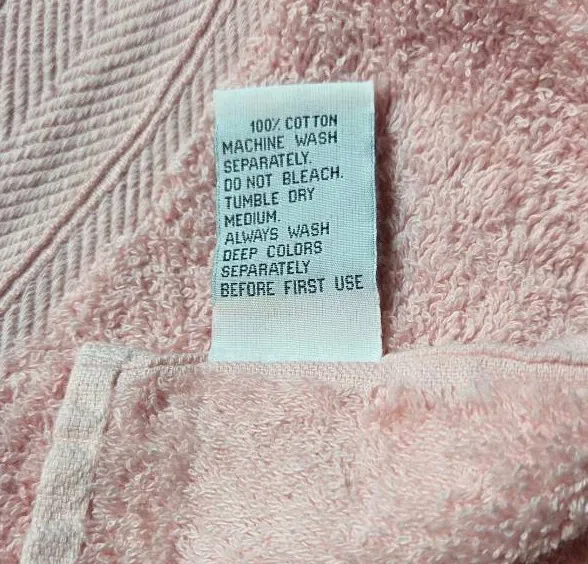 100% COTTON
MACHINE WASH
SEPARATELY.
DO NOT BLEACH.
TUMBLE DRY
MEDIUM.
ALWAYS WASH
DEEP COLORS
SEPARATELY
BEFORE FIRST USE